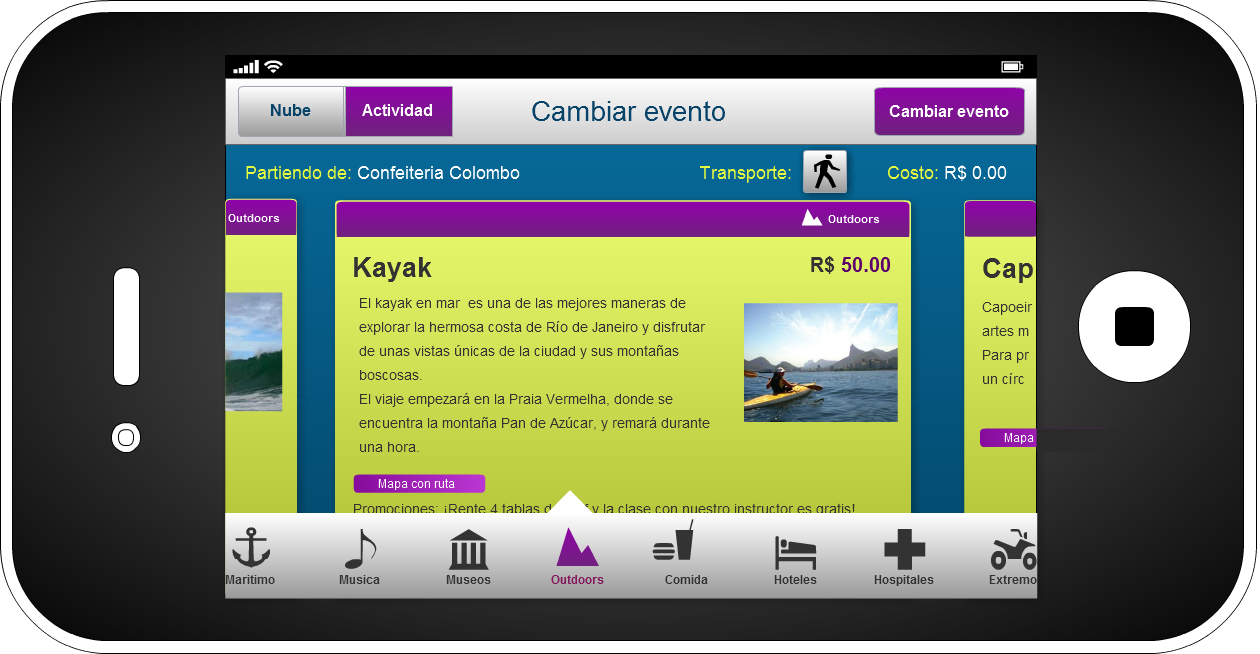 Nube
Actividad
Cambiar evento
Cambiar evento
Partiendo de: Confeiteria Colombo
Transporte:
Costo: R$ 0.00
Outdoors
Outdoors
Kayak
R$ 50.00
El kayak en mar es una de las mejores maneras de
explorar la hermosa costa de Río de Janeiro y disfrutar
de unas vistas únicas de la ciudad y sus montañas
boscosas.
El viaje empezará en la Praia Vermelha, donde se
encuentra la montaña Pan de Azúcar, y remará durante
una hora.
Mapa con ruta
Promociones: ¡Rente 4 tablas d y la clase con nuestro instructor es gratis!
Cap
Capoeir
artes m
Para pr
un círc
Mapa
Maritimo
Musica
Museos
Outdoors
Comida
Hoteles
Hospitales
Extremo